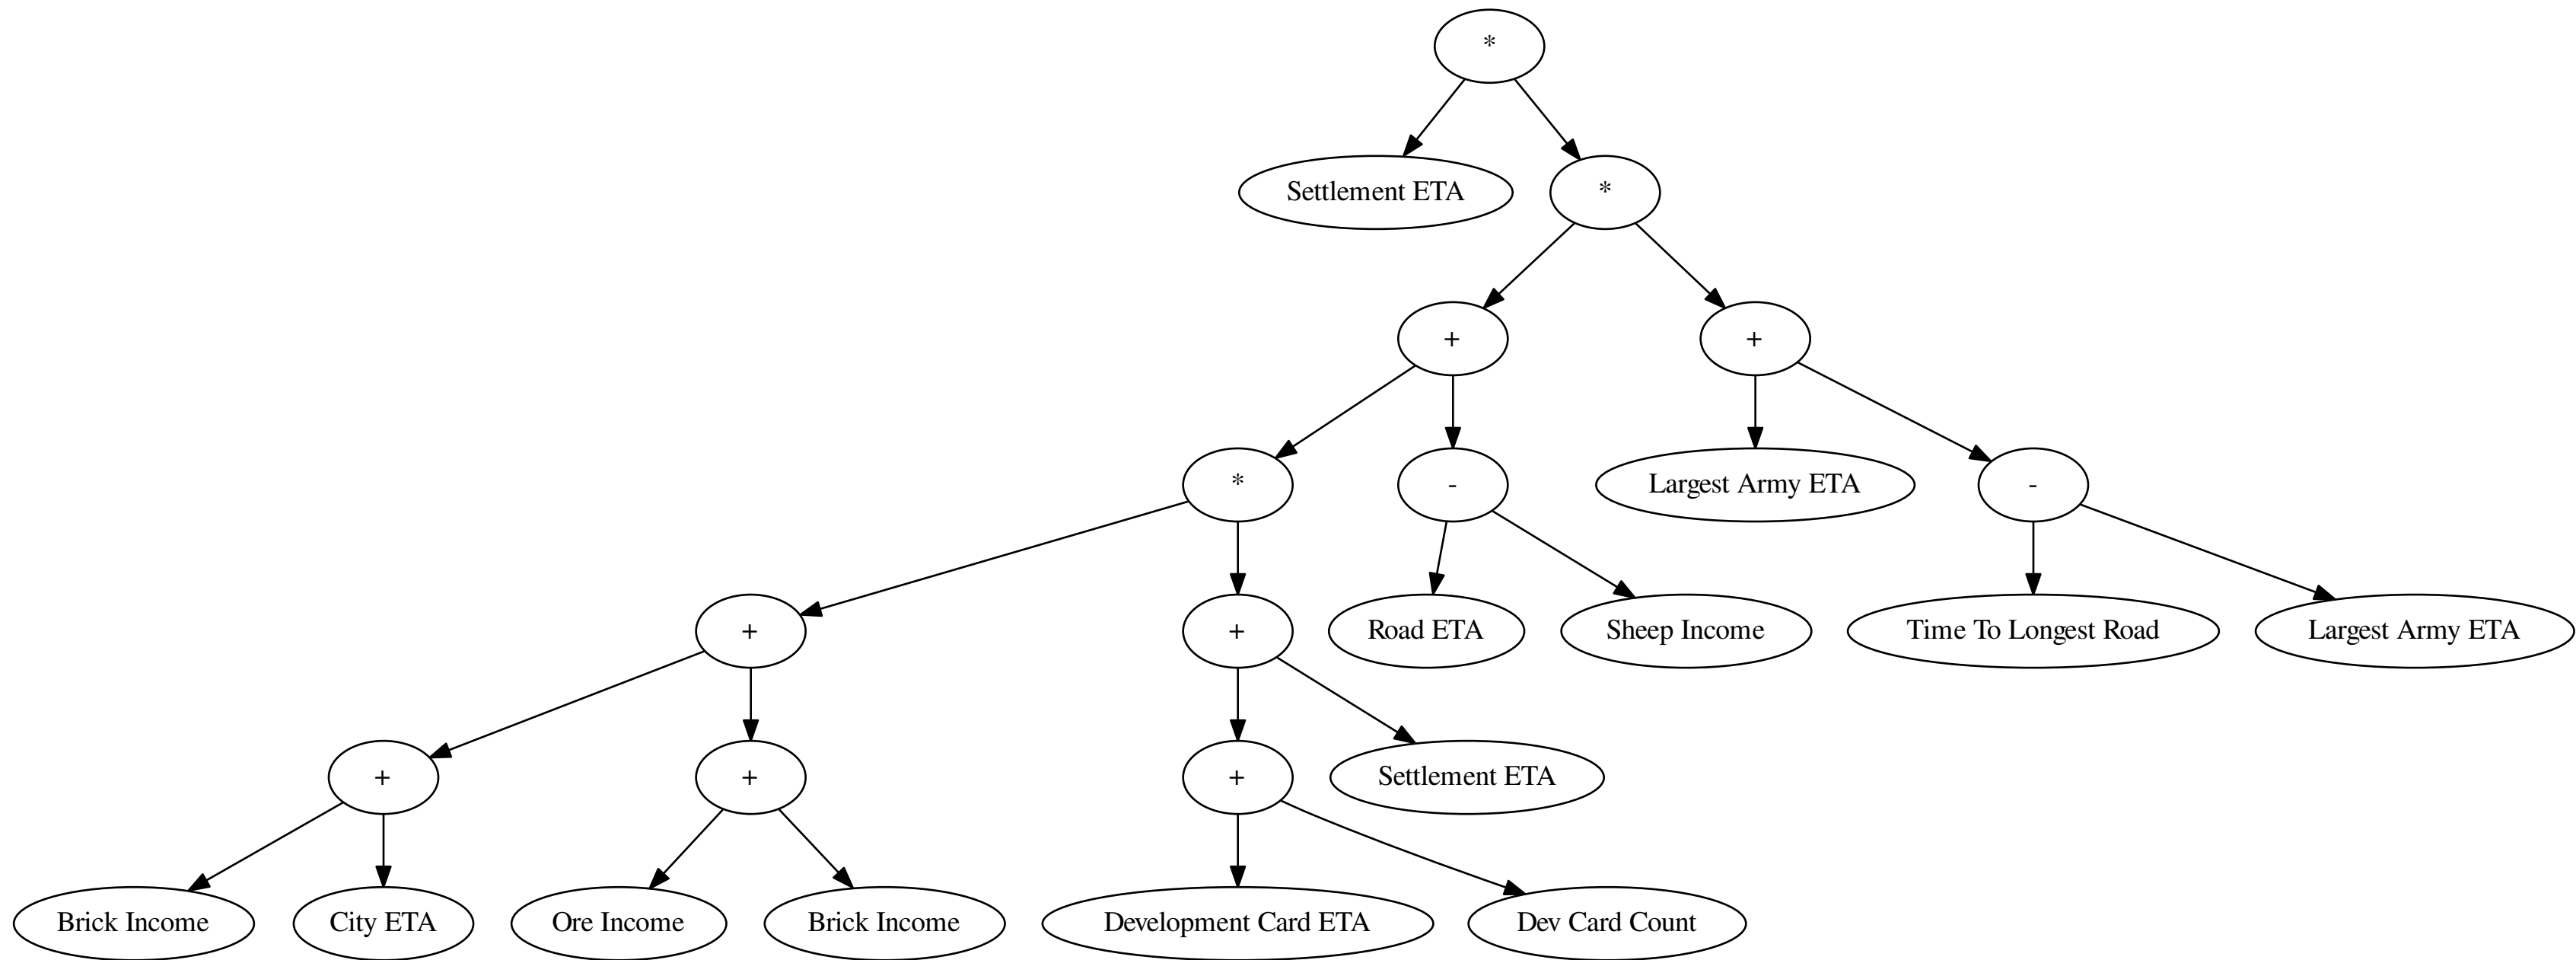 *
Settlement ETA
*
+
+
*
-
Largest Army ETA
-
+
+
Road ETA
Sheep Income
Time To Longest Road
Largest Army ETA
+
+
+
Settlement ETA
Brick Income
City ETA
Ore Income
Brick Income
Development Card ETA
Dev Card Count